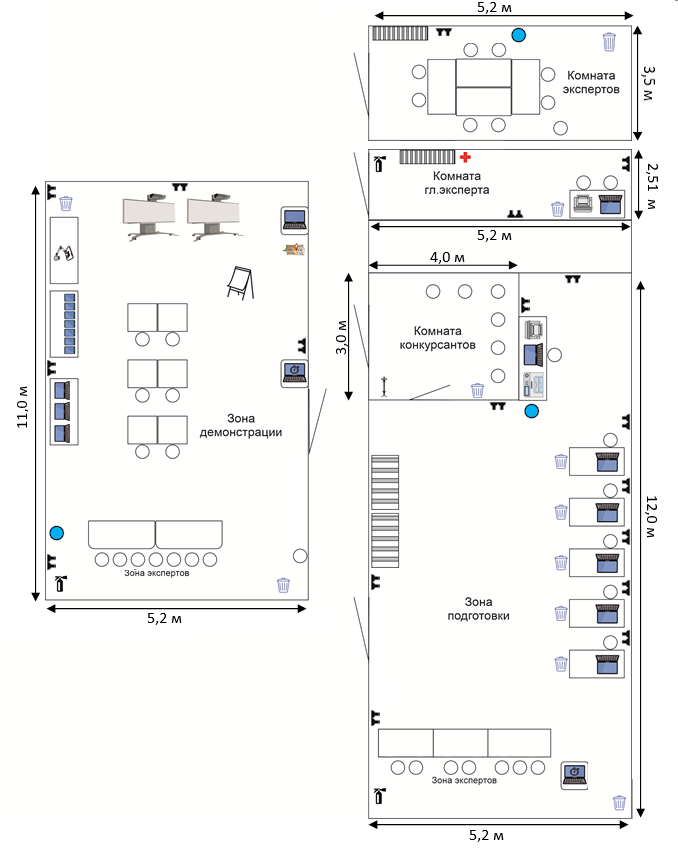 5,2 м
Комната
экспертов
3,5 м
Комната
гл.эксперта
2,51 м
5,2 м
4,0 м
3,0 м
Комната
конкурсантов
11,0 м
Зона
демонстрации
12,0 м
Зона экспертов
5,2 м
Зона
подготовки
Зона экспертов
5,2 м